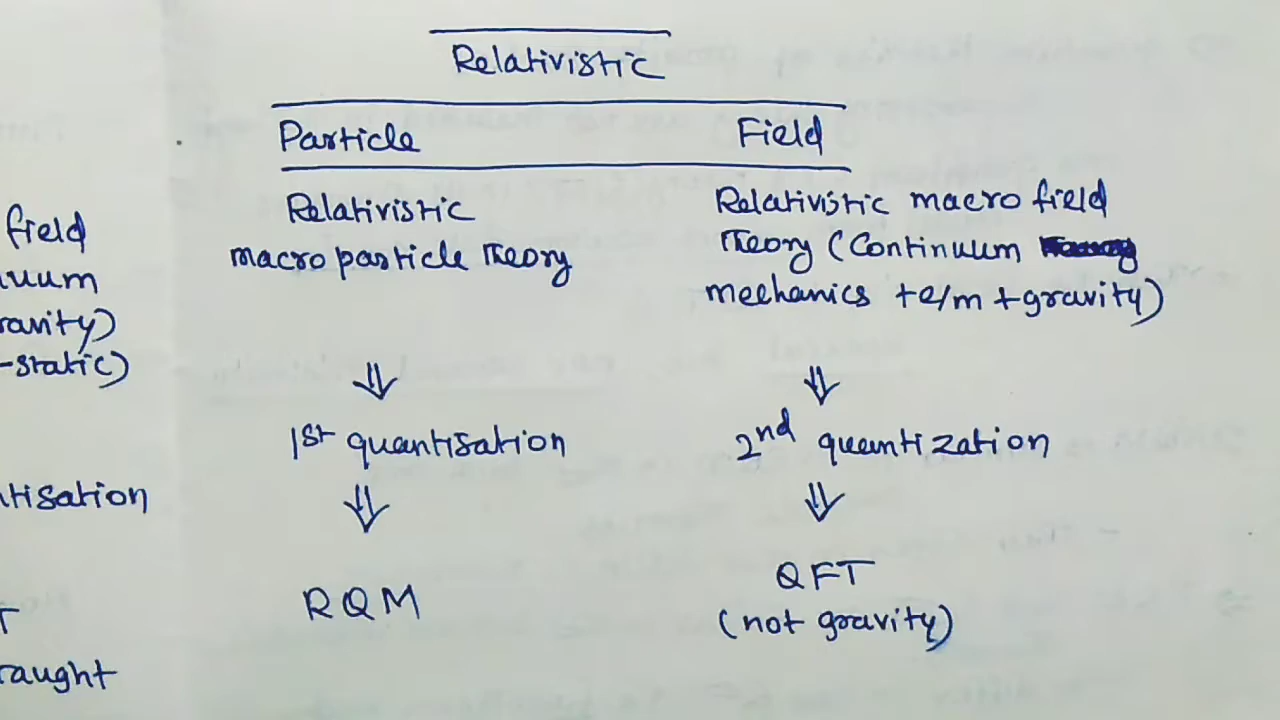 Relativistic
Particle Field
Relativistic
macro particle Theory
Relativistic macro field
Theory (Continuum
mechanics + e/m + gravity)
1st quantisation
2nd quantization
RQM
QFT
(not gravity)
field
uum
ravity)
-static)
tisation
T
raught